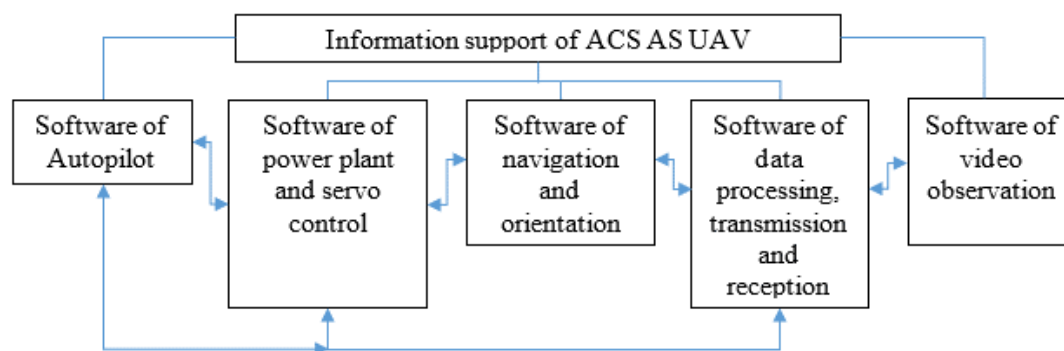 Information support of ACS AS UAV
Software of
Autopilot
Software of
power plant
and servo
control
Software of
navigation
and
orientation
Software of
data
processing,
transmission
and
reception
Software of
video
observation